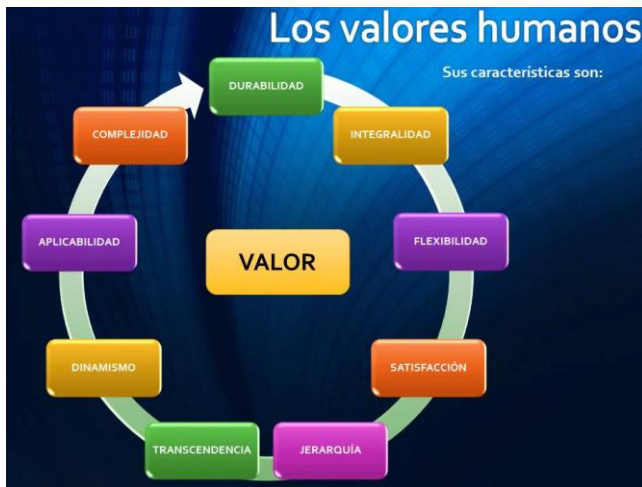 Los valores humanos
Sus características son:
DURABILIDAD
INTEGRALIDAD
FLEXIBILIDAD
SATISFACCIÓN
JERARQUÍA
TRANSCENDENCIA
DINAMISMO
APLICABILIDAD
COMPLEJIDAD
VALOR